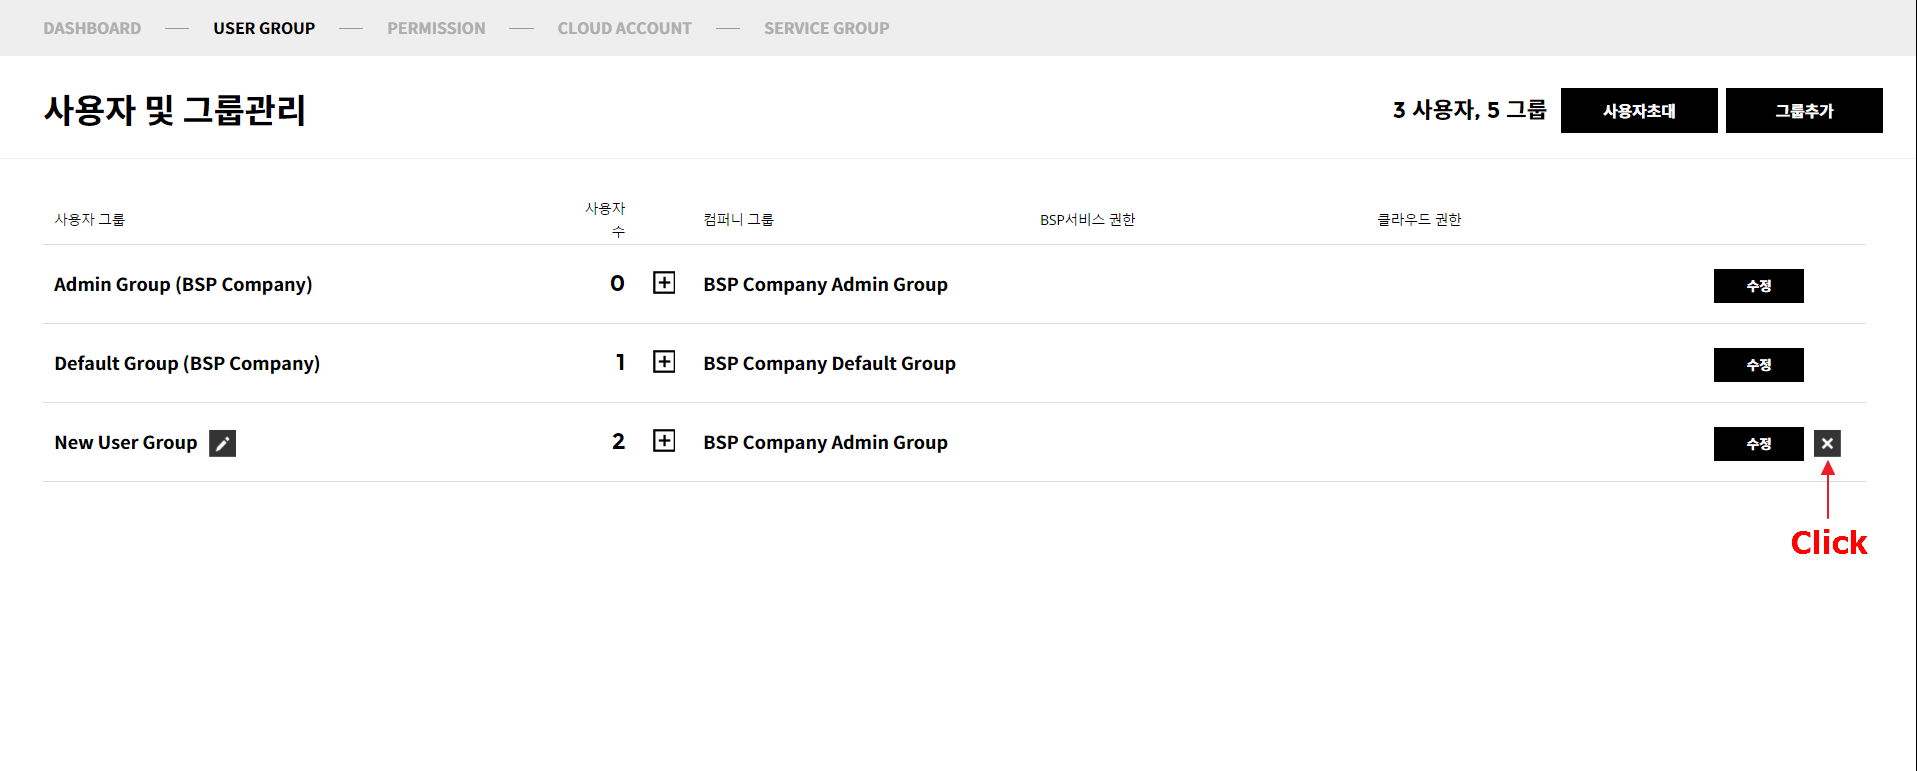 DASHBOARD — USER GROUP — PERMISSION — CLOUD ACCOUNT — SERVICE GROUP
사용자 및 그룹관리
3 사용자, 5 그룹 사용자초대 그룹추가
사용자 그룹 사용자 수 컴퍼니 그룹 BSP서비스 권한 클라우드 권한
Admin Group (BSP Company) 0 BSP Company Admin Group 수정
Default Group (BSP Company) 1 BSP Company Default Group 수정
New User Group 2 BSP Company Admin Group 수정
Click